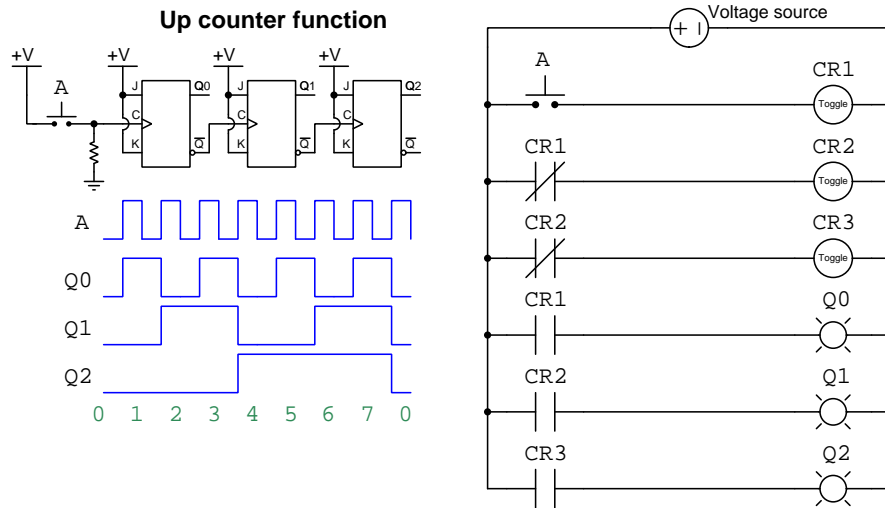 Up counter function
Voltage source
+V +V +V
A
J Q0 J Q1 J Q2
C C C
K Q K Q K Q
A
Q0
Q1
Q2
0 1 2 3 4 5 6 7 0
A CR1
Toggle
CR1 CR2
Toggle
CR2 CR3
Toggle
CR1 Q0
CR2 Q1
CR3 Q2